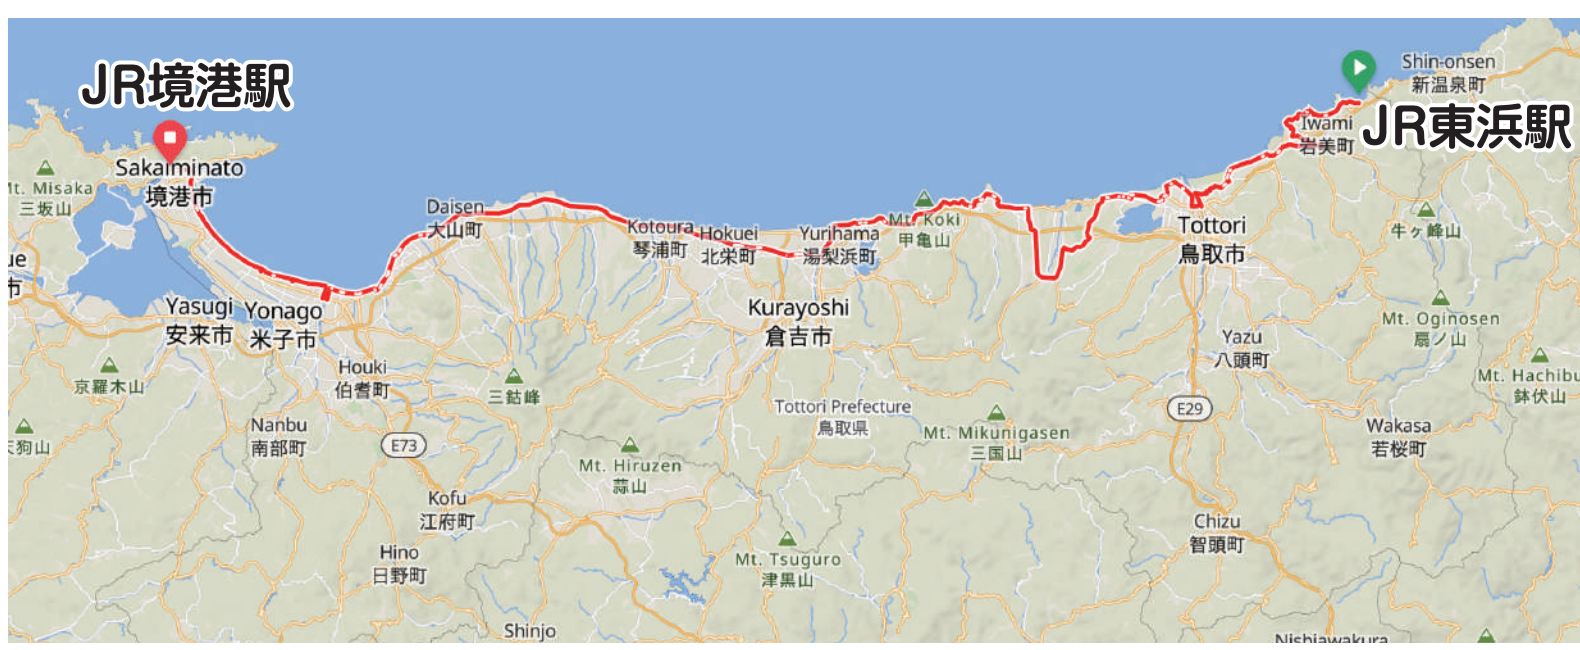 JR境港駅
Shin-onsen
新温泉町
JR東浜駅
Iwami
岩美町
Sakaiminato
境港市
Mt. Misaka
三坂山
Daisen
大山町
Kotoura
琴浦町
Hokuei
北栄町
Yurihama
湯梨浜町
Mt. Koki
甲亀山
Tottori
鳥取市
牛ヶ峰山
ue
市
Yasugi
安来市
Yonago
米子市
Kurayoshi
倉吉市
Mt. Oginosen
扇ノ山
Yazu
八頭町
京羅木山
Houki
伯耆町
三鈷峰
Mt. Hachibu
鉢伏山
Tottori Prefecture
鳥取県
E29
天狗山
Nanbu
南部町
E73
Mt. Mikunigasen
三国山
Wakasa
若桜町
Mt. Hiruzen
蒜山
Kofu
江府町
Chizu
智頭町
Hino
日野町
Mt. Tsuguro
津黒山
Shinjo
Nishiawakura